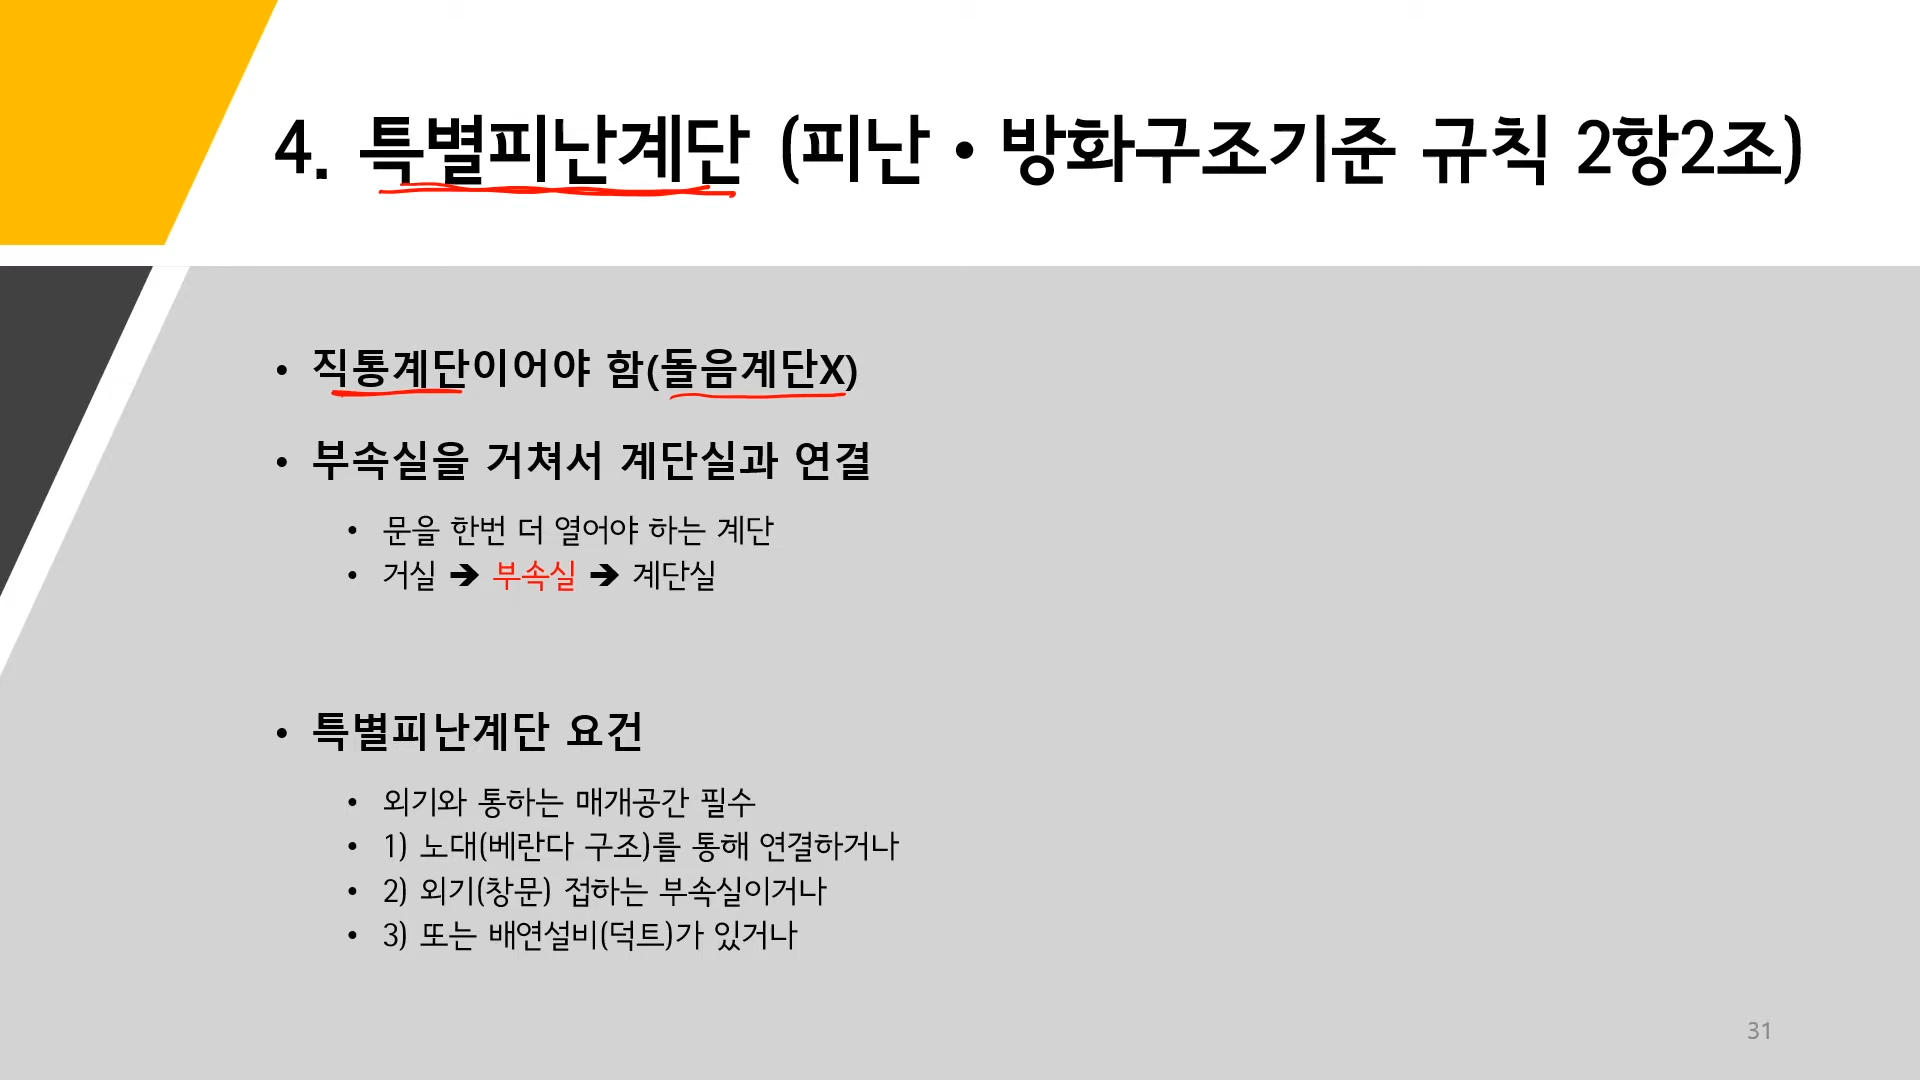 4. 특별피난계단 (피난 • 방화구조기준 규칙 2항2조)
• 직통계단이어야 함(돌음계단X)
• 부속실을 거쳐서 계단실과 연결
• 문을 한번 더 열어야 하는 계단
• 거실 ➔ 부속실 ➔ 계단실
• 특별피난계단 요건
• 외기와 통하는 매개공간 필수
• 1) 노대(베란다 구조)를 통해 연결하거나
• 2) 외기(창문) 접하는 부속실이거나
• 3) 또는 배연설비(덕트)가 있거나
31